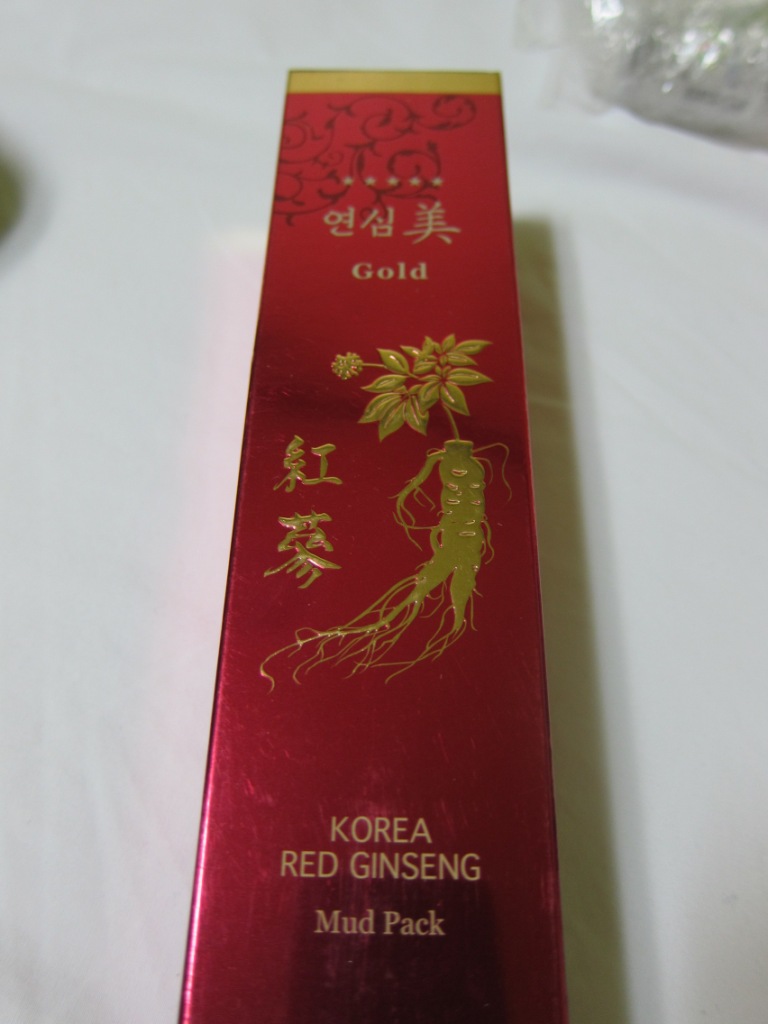 ★★★★★
연심美
Gold
紅
蔘
KOREA
RED GINSENG
Mud Pack